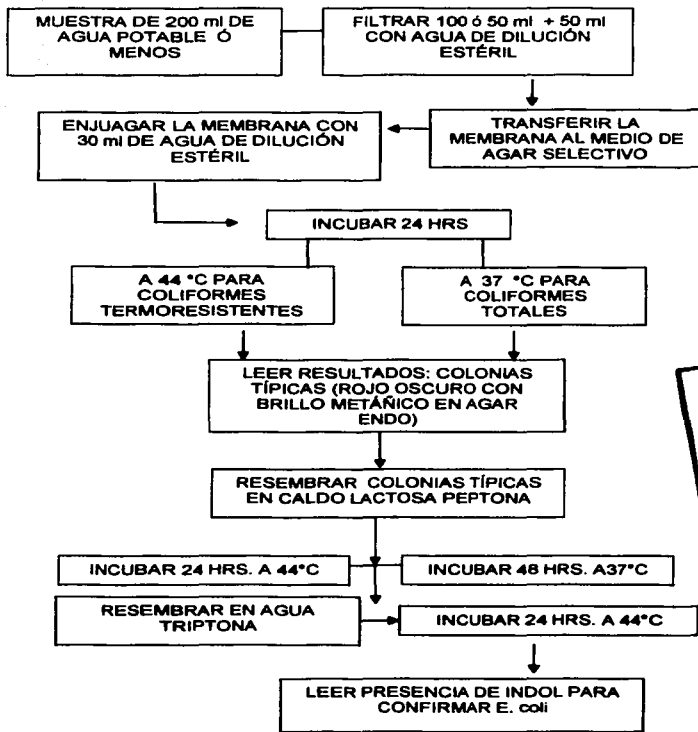 MUESTRA DE 200 ml DE
AGUA POTABLE Ó
MENOS
FILTRAR 100 ó 50 ml + 50 ml
CON AGUA DE DILUCIÓN
ESTÉRIL
TRANSFERIR LA
MEMBRANA AL MEDIO DE
AGAR SELECTIVO
ENJUAGAR LA MEMBRANA CON
30 ml DE AGUA DE DILUCIÓN
ESTÉRIL
INCUBAR 24 HRS
A 44 °C PARA
COLIFORMES
TERMORESISTENTES
A 37 °C PARA
COLIFORMES
TOTALES
LEER RESULTADOS: COLONIAS
TÍPICAS (ROJO OSCURO CON
BRILLO METÁÑICO EN AGAR
ENDO)
RESEMBRAR COLONIAS TÍPICAS
EN CALDO LACTOSA PEPTONA
INCUBAR 24 HRS. A 44°C
INCUBAR 48 HRS. A37°C
RESEMBRAR EN AGUA
TRIPTONA
INCUBAR 24 HRS. A 44°C
LEER PRESENCIA DE INDOL PARA
CONFIRMAR E. coli